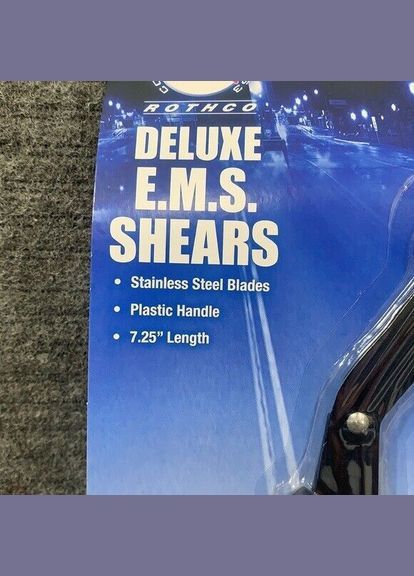 ROTHCO
DELUXE
E.M.S.
SHEARS
• Stainless Steel Blades
• Plastic Handle
• 7.25” Length